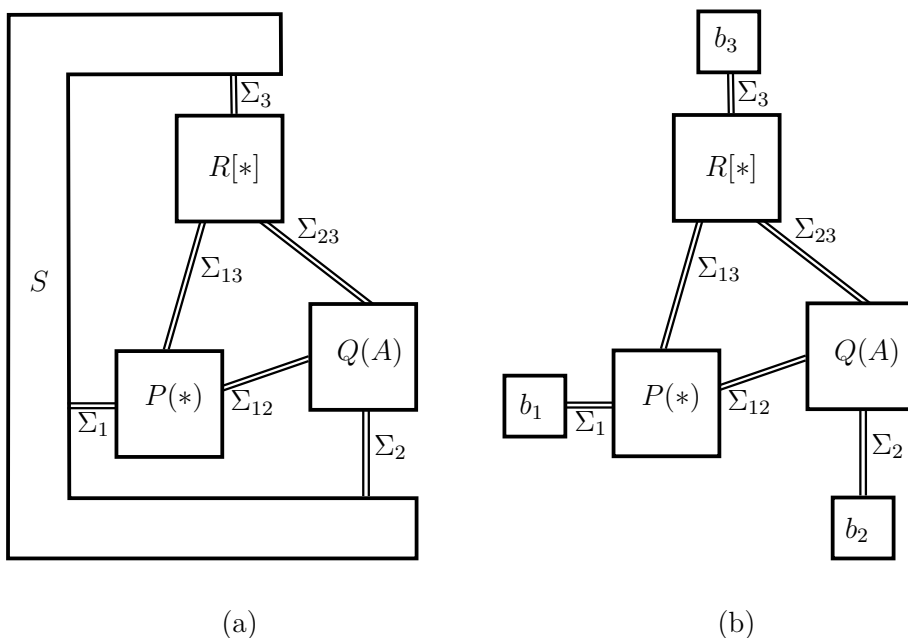 b₃
Σ₃ Σ₃
R[∗] R[∗]
Σ₂₃ Σ₂₃
Σ₁₃ Σ₁₃
S
Q(A) Q(A)
P(∗) b₁ P(∗)
Σ₁₂ Σ₁₂
Σ₁ Σ₁
Σ₂ Σ₂
b₂
(a) (b)